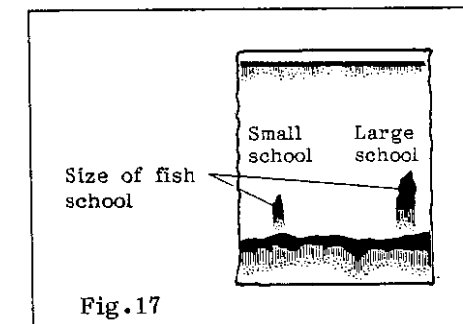 Small Large
school school
Size of fish
school
Fig.17